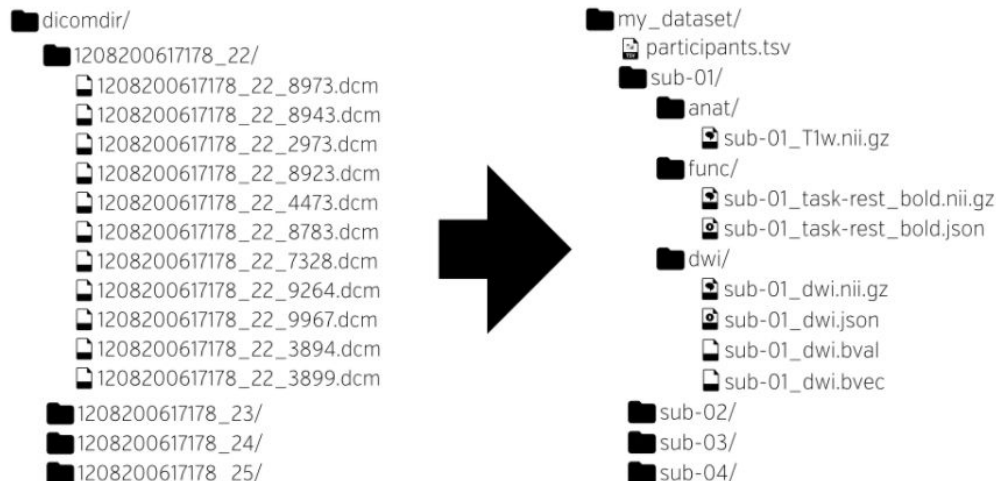 dicomdir/
1208200617178_22/
1208200617178_22_8973.dcm
1208200617178_22_8943.dcm
1208200617178_22_2973.dcm
1208200617178_22_8923.dcm
1208200617178_22_4473.dcm
1208200617178_22_8783.dcm
1208200617178_22_7328.dcm
1208200617178_22_9264.dcm
1208200617178_22_9967.dcm
1208200617178_22_3894.dcm
1208200617178_22_3899.dcm
1208200617178_23/
1208200617178_24/
1208200617178_25/
my_dataset/
participants.tsv
sub-01/
anat/
sub-01_T1w.nii.gz
func/
sub-01_task-rest_bold.nii.gz
sub-01_task-rest_bold.json
dwi/
sub-01_dwi.nii.gz
sub-01_dwi.json
sub-01_dwi.bval
sub-01_dwi.bvec
sub-02/
sub-03/
sub-04/